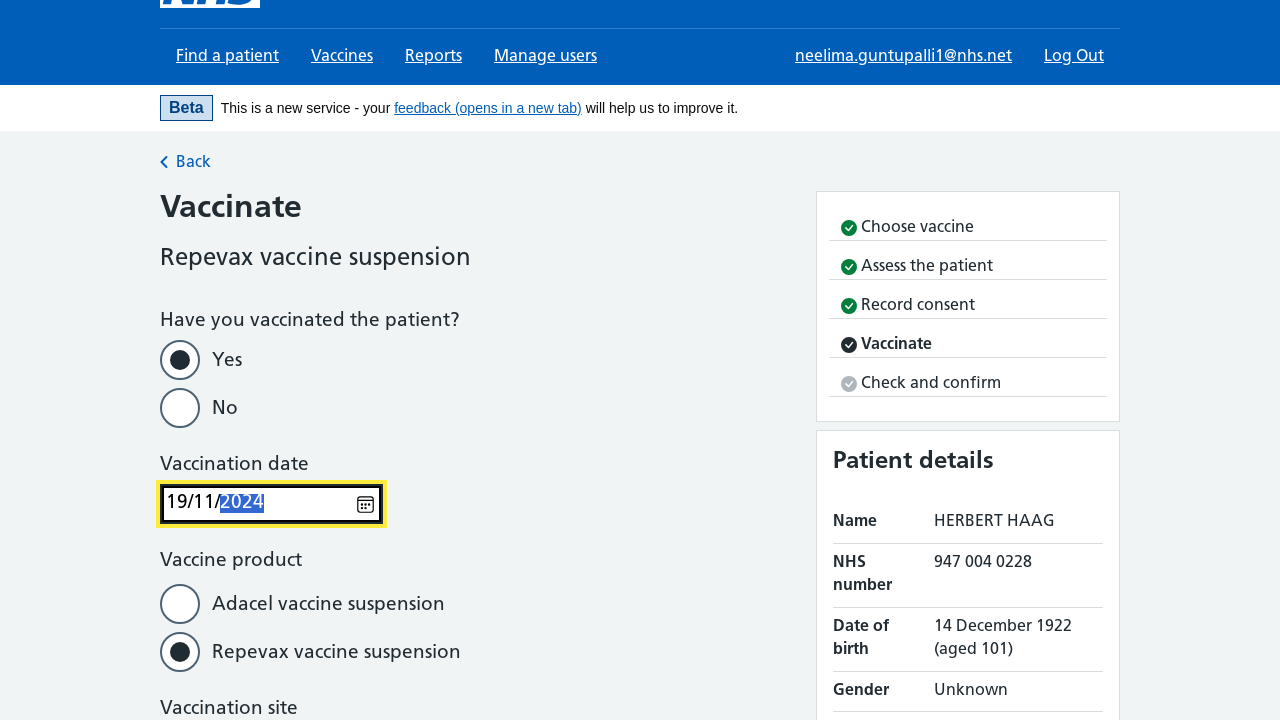 NHS
Find a patient
Vaccines
Reports
Manage users
neelima.guntupalli1@nhs.net
Log Out
Beta
This is a new service - your feedback (opens in a new tab) will help us to improve it.
Back
Vaccinate
Repevax vaccine suspension
Have you vaccinated the patient?
Yes
No
Vaccination date
19/11/2024
Vaccine product
Adacel vaccine suspension
Repevax vaccine suspension
Vaccination site
Choose vaccine
Assess the patient
Record consent
Vaccinate
Check and confirm
Patient details
Name HERBERT HAAG
NHS number 947 004 0228
Date of birth 14 December 1922 (aged 101)
Gender Unknown